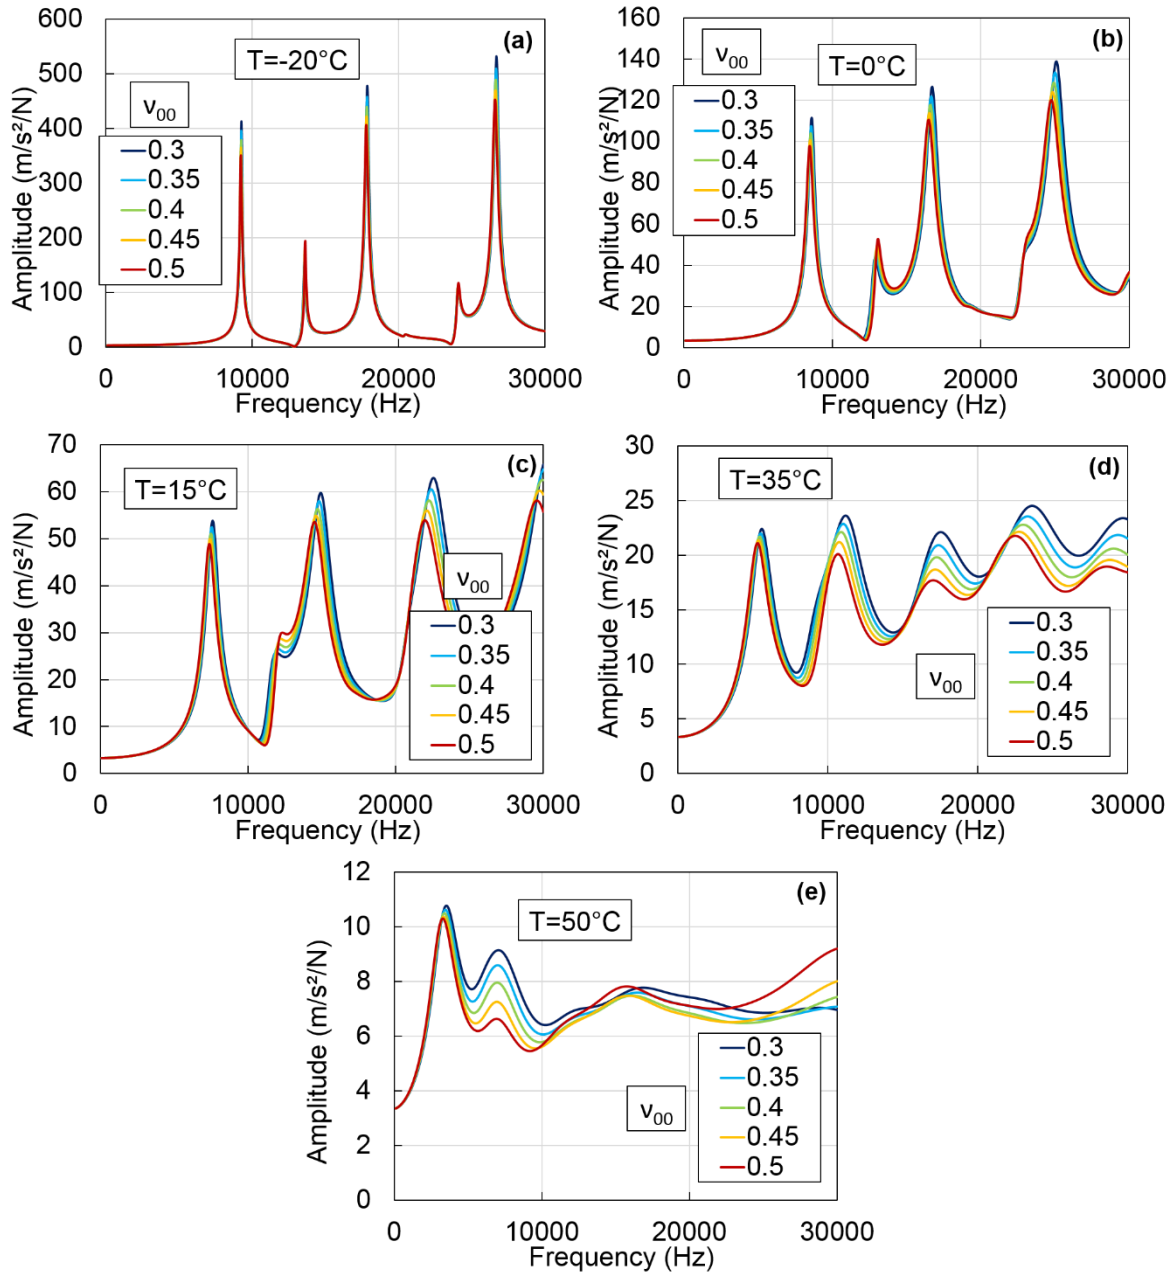 (a)
T=-20°C
ν00
0.3
0.35
0.4
0.45
0.5
600
500
400
300
200
100
0
0 10000 20000 30000
Frequency (Hz)
Amplitude (m/s²/N)
(b)
T=0°C
ν00
0.3
0.35
0.4
0.45
0.5
160
140
120
100
80
60
40
20
0
0 10000 20000 30000
Frequency (Hz)
Amplitude (m/s²/N)
(c)
T=15°C
ν00
0.3
0.35
0.4
0.45
0.5
70
60
50
40
30
20
10
0
0 10000 20000 30000
Frequency (Hz)
Amplitude (m/s²/N)
(d)
T=35°C
ν00
0.3
0.35
0.4
0.45
0.5
30
25
20
15
10
5
0
0 10000 20000 30000
Frequency (Hz)
Amplitude (m/s²/N)
(e)
T=50°C
ν00
0.3
0.35
0.4
0.45
0.5
12
10
8
6
4
2
0
0 10000 20000 30000
Frequency (Hz)
Amplitude (m/s²/N)